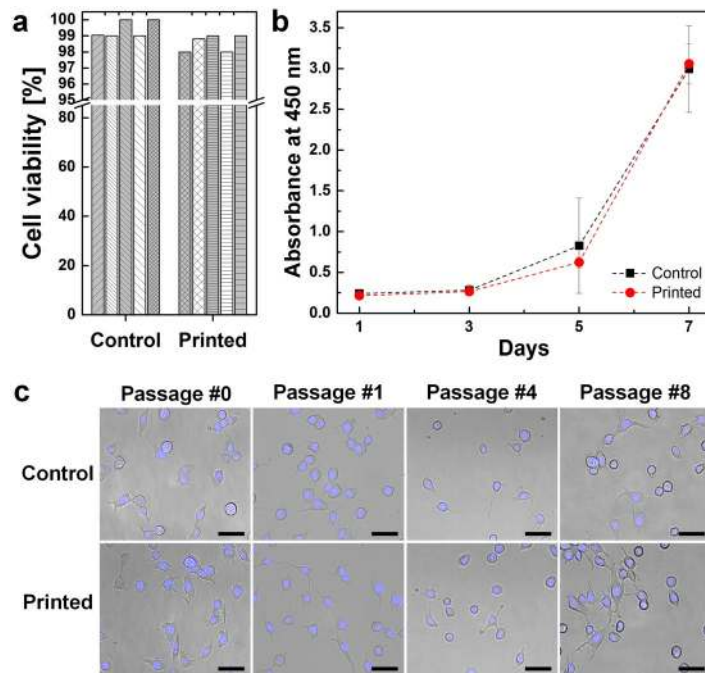 a
Cell viability [%]
100
99
98
97
96
95
80
60
40
20
0
Control Printed
b
Absorbance at 450 nm
3.5
3.0
2.5
2.0
1.5
1.0
0.5
0.0
1 3 5 7
Days
Control
Printed
c
Passage #0 Passage #1 Passage #4 Passage #8
Control
Printed